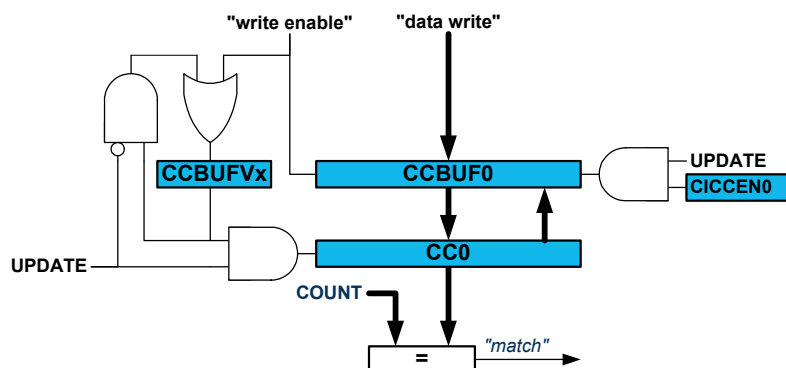 "write enable"
"data write"
CCBUFVx
CCBUF0
UPDATE
CICCEN0
UPDATE
CC0
COUNT
=
"match"